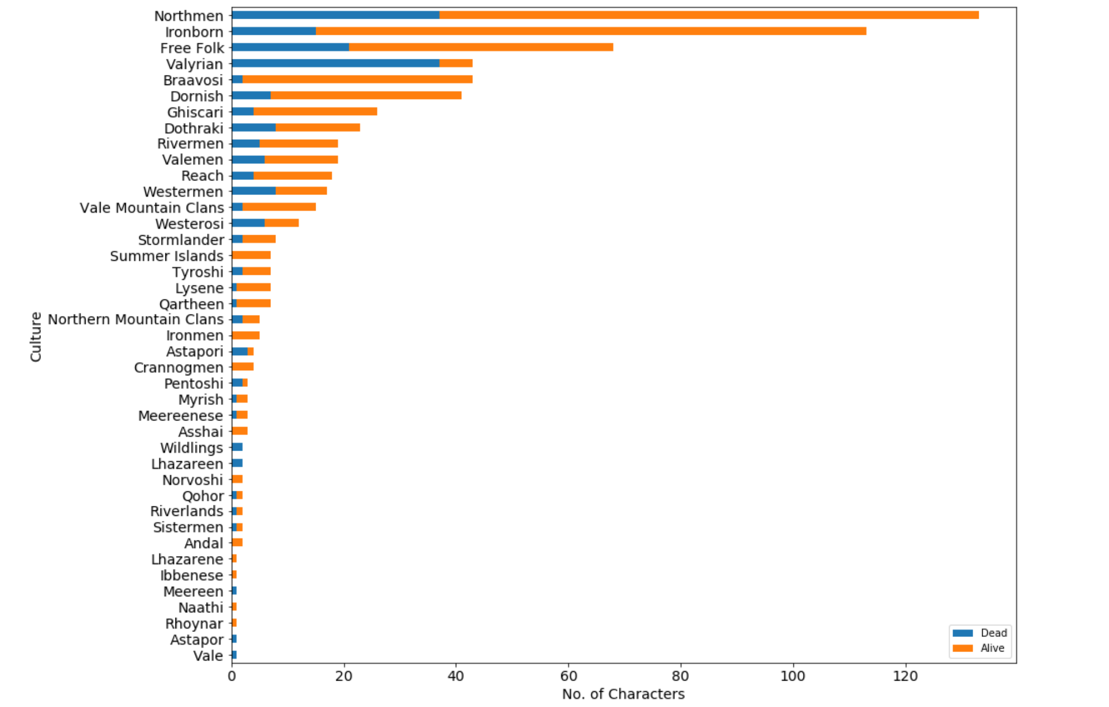 Northmen
Ironborn
Free Folk
Valyrian
Braavosi
Dornish
Ghiscari
Dothraki
Rivermen
Valemen
Reach
Westermen
Vale Mountain Clans
Westerosi
Stormlander
Summer Islands
Tyroshi
Lysene
Qartheen
Northern Mountain Clans
Ironmen
Astapori
Crannogmen
Pentoshi
Myrish
Meereenese
Asshai
Wildlings
Lhazareen
Norvoshi
Qohor
Riverlands
Sistermen
Andal
Lhazarene
Ibbenese
Meereen
Naathi
Rhoynar
Astapor
Vale
Culture
Dead
Alive
0 20 40 60 80 100 120
No. of Characters